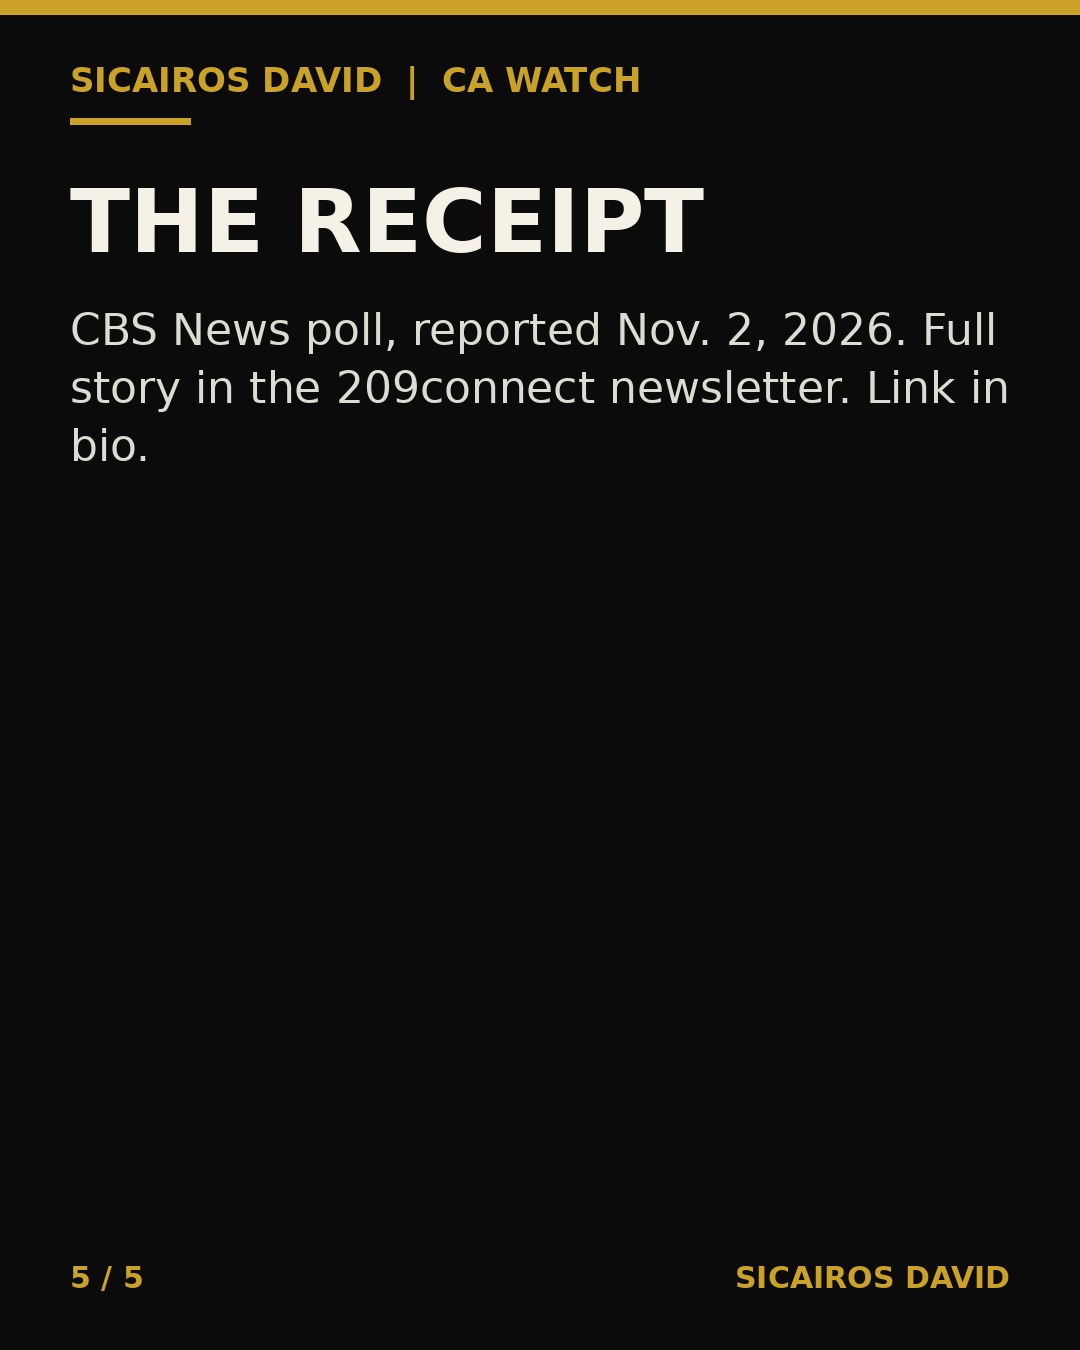 SICAIROS DAVID | CA WATCH
THE RECEIPT
CBS News poll, reported Nov. 2, 2026. Full
story in the 209connect newsletter. Link in
bio.
5 / 5
SICAIROS DAVID